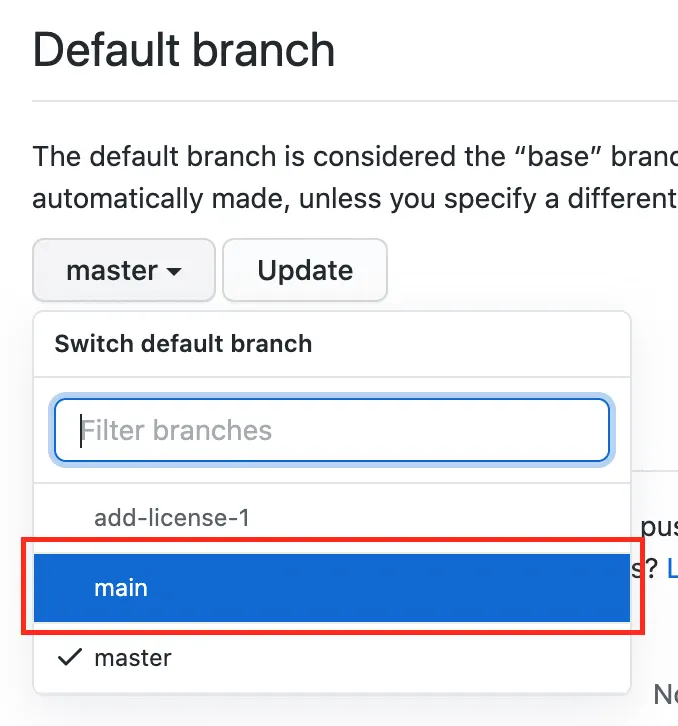 Default branch
The default branch is considered the “base” branc
automatically made, unless you specify a different
master Update
Switch default branch
Filter branches
add-license-1
pus
main
s? L
master
No